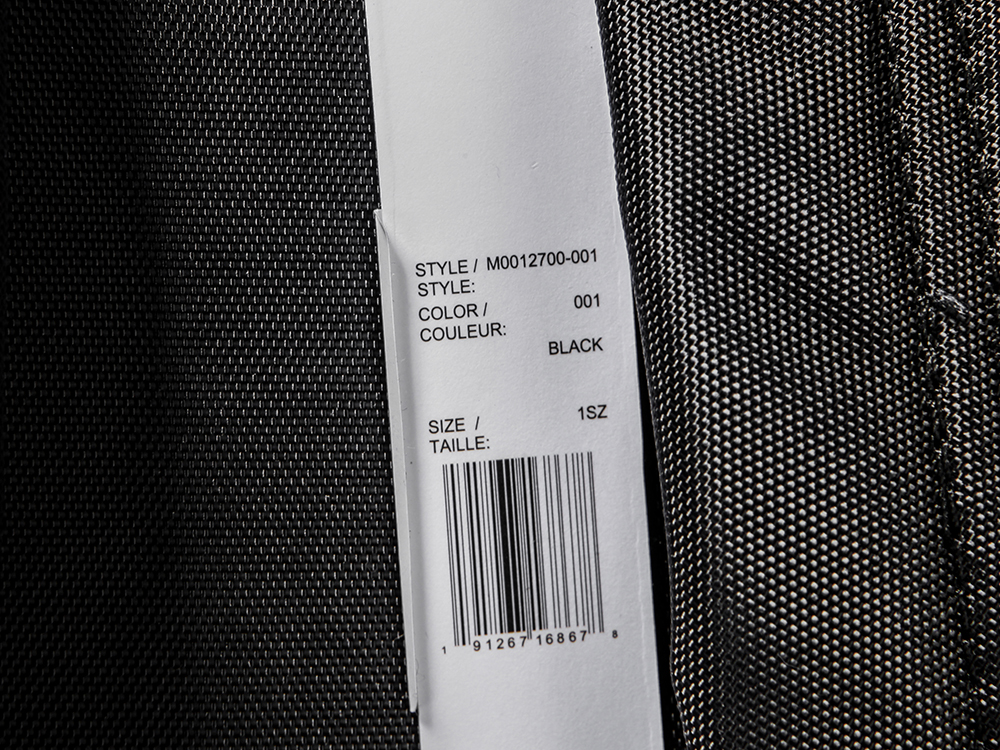 STYLE / M0012700-001
STYLE:
COLOR / 001
COULEUR:
BLACK
SIZE / 1SZ
TAILLE:
1 91267 16867 8